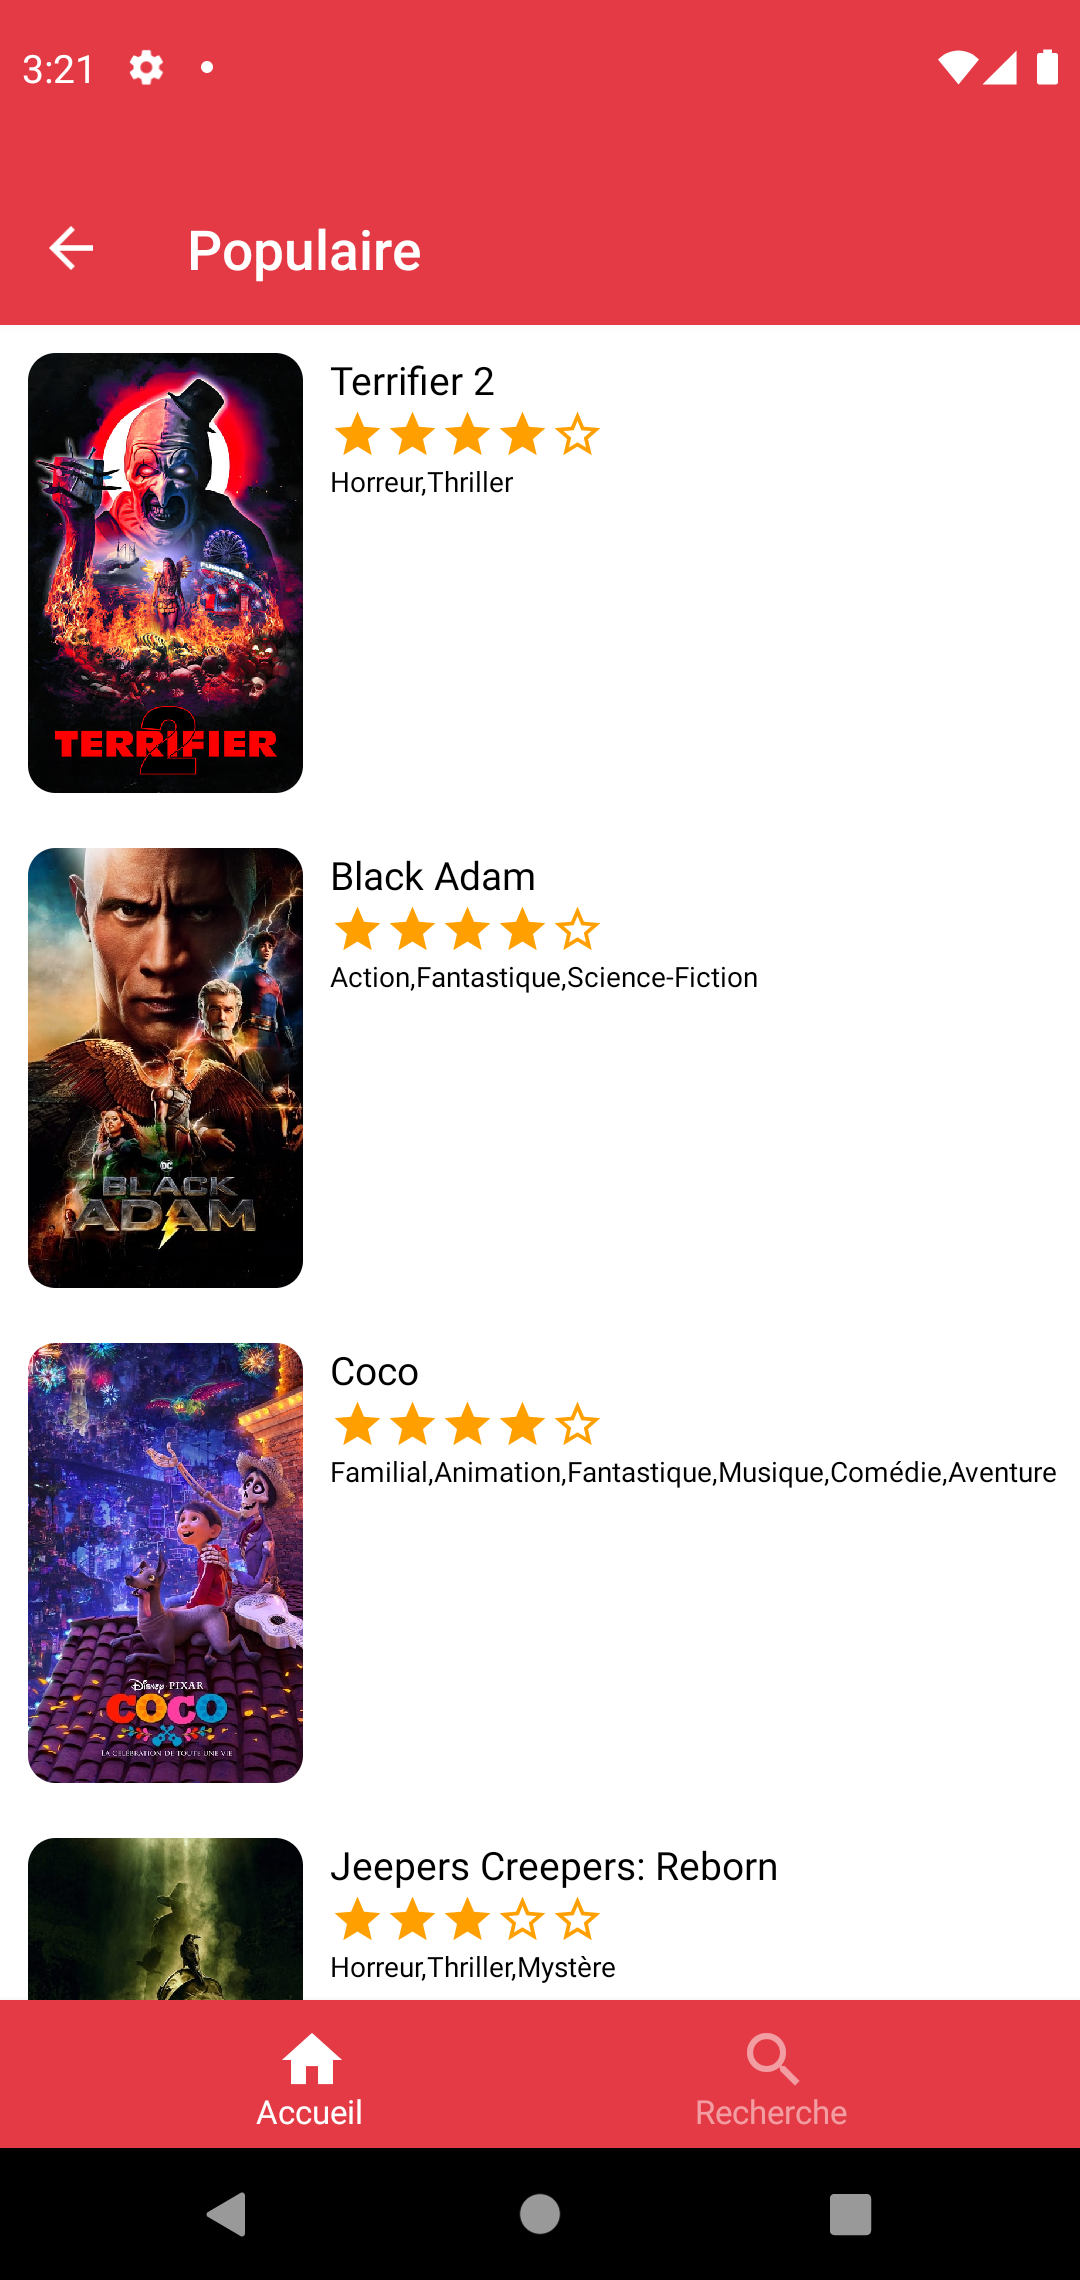 3:21
Populaire
Terrifier 2
Horreur,Thriller
TERRIFIER
2
Black Adam
Action,Fantastique,Science-Fiction
DC
BLACK
ADAM
Coco
Familial,Animation,Fantastique,Musique,Comédie,Aventure
Disney PIXAR
COCO
LA CELEBRATION DE TOUTE UNE VIE
Jeepers Creepers: Reborn
Horreur,Thriller,Mystère
Accueil
Recherche